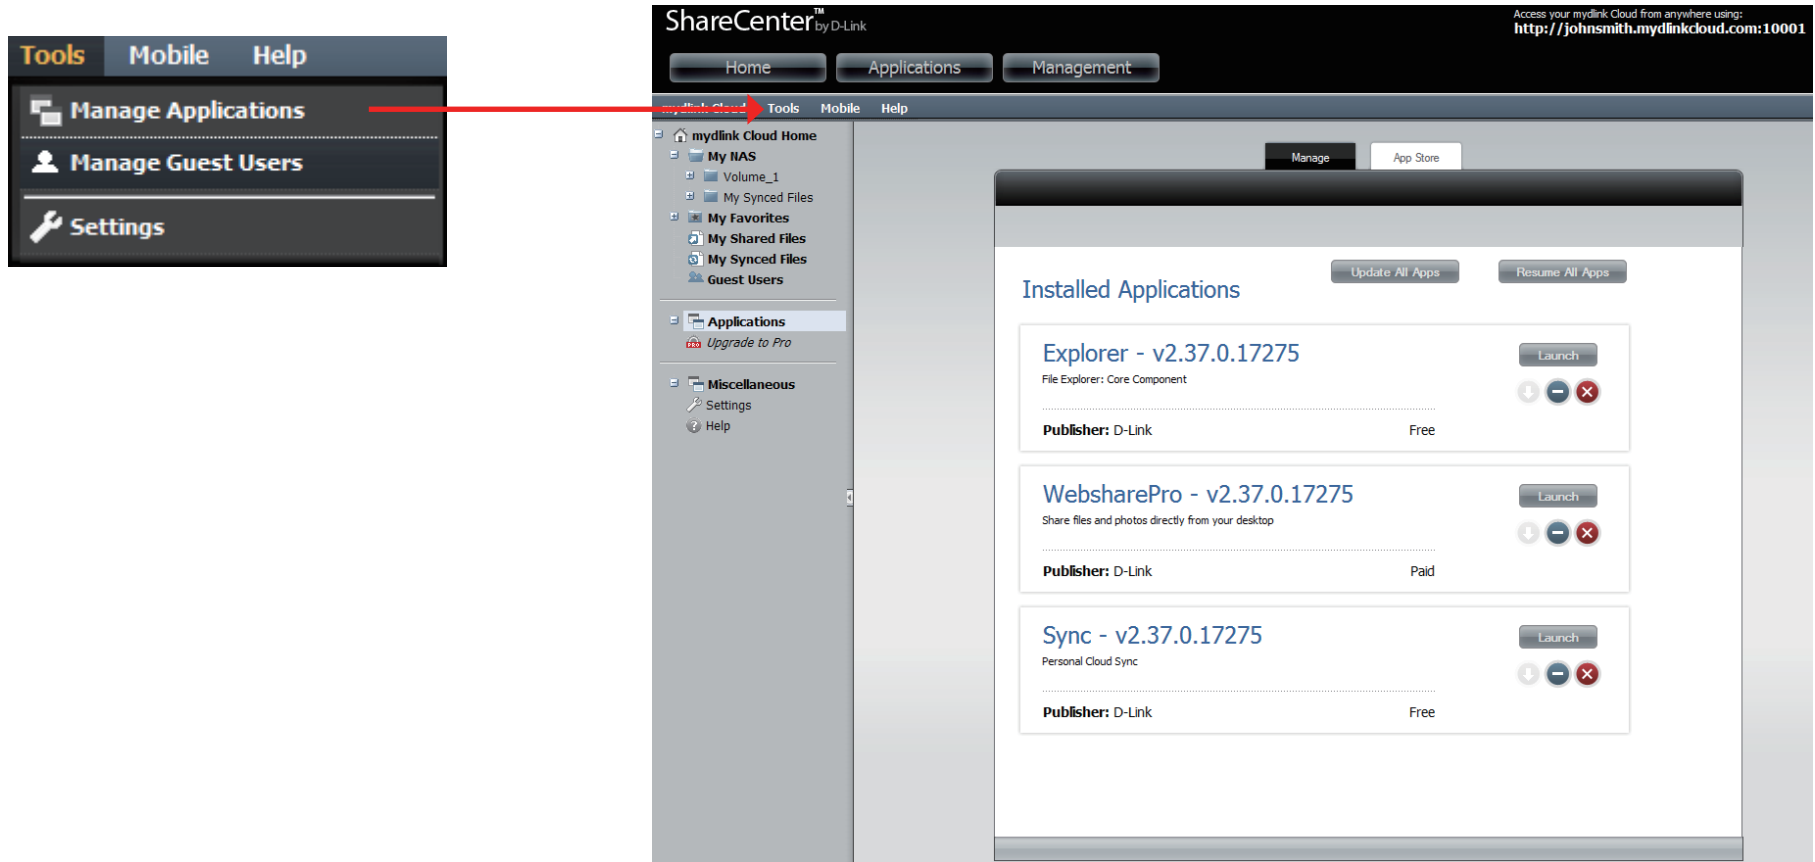 Tools Mobile Help
Manage Applications
Manage Guest Users
Settings
ShareCenter™ by D-Link
Access your mydlink Cloud from anywhere using:
http://johnsmith.mydlinkcloud.com:10001
Home Applications Management
mydlink Cloud Tools Mobile Help
mydlink Cloud Home
My NAS
Volume_1
My Synced Files
My Favorites
My Shared Files
My Synced Files
Guest Users
Applications
PRO Upgrade to Pro
Miscellaneous
Settings
Help
Manage App Store
Update All Apps Resume All Apps
Installed Applications
Explorer - v2.37.0.17275
Launch
File Explorer: Core Component
Publisher: D-Link Free
WebsharePro - v2.37.0.17275
Launch
Share files and photos directly from your desktop
Publisher: D-Link Paid
Sync - v2.37.0.17275
Launch
Personal Cloud Sync
Publisher: D-Link Free